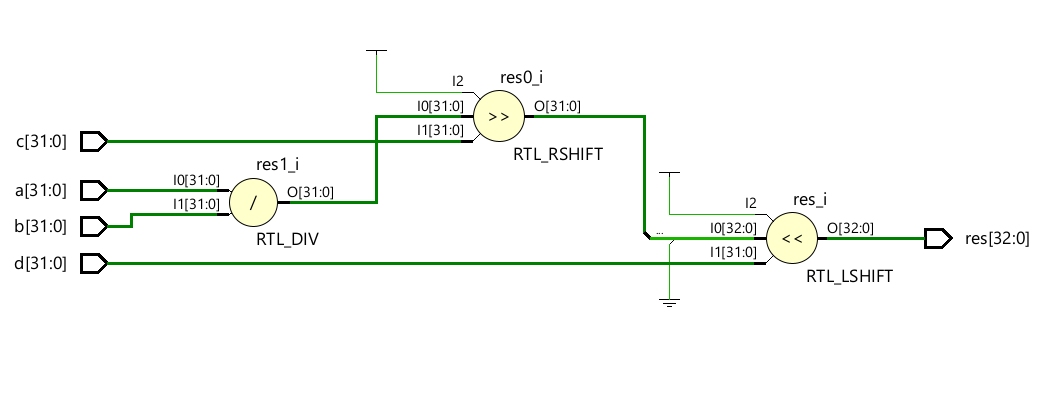 I2
res0_i
I0[31:0]
O[31:0]
>>
I1[31:0]
c[31:0]
RTL_RSHIFT
res1_i
I0[31:0]
a[31:0]
O[31:0]
/
I1[31:0]
b[31:0]
RTL_DIV
I2
res_i
...
I0[32:0]
O[32:0]
<<
res[32:0]
I1[31:0]
d[31:0]
RTL_LSHIFT